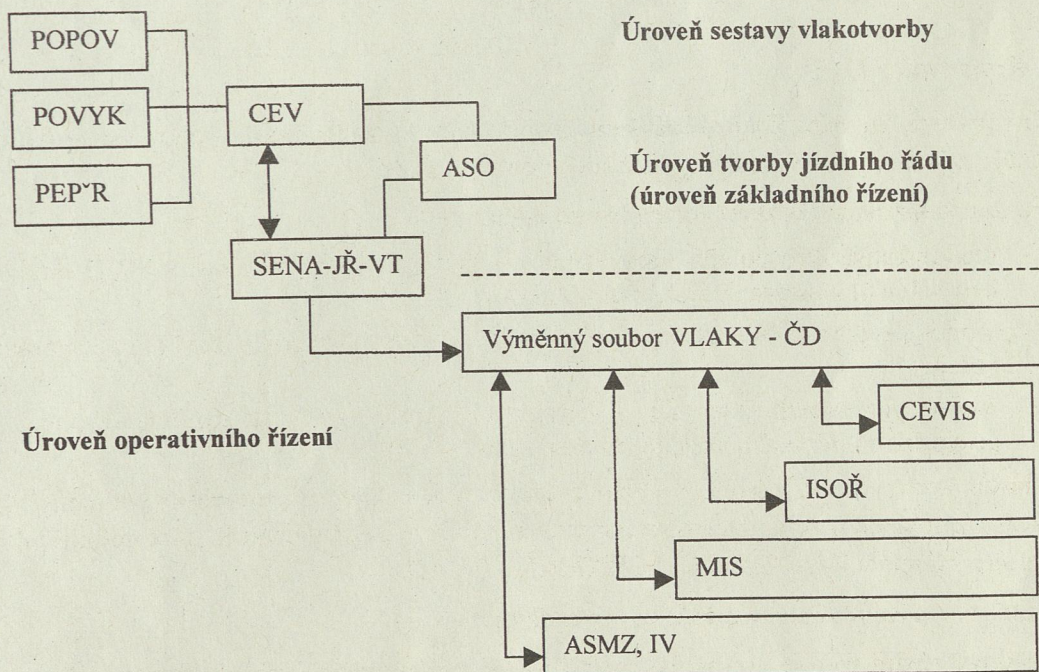 POPOV
Úroveň sestavy vlakotvorby
POVYK
CEV
ASO
Úroveň tvorby jízdního řádu
(úroveň základního řízení)
PEPˇR
SENA-JŘ-VT
Výměnný soubor VLAKY - ČD
CEVIS
Úroveň operativního řízení
ISOŘ
MIS
ASMZ, IV